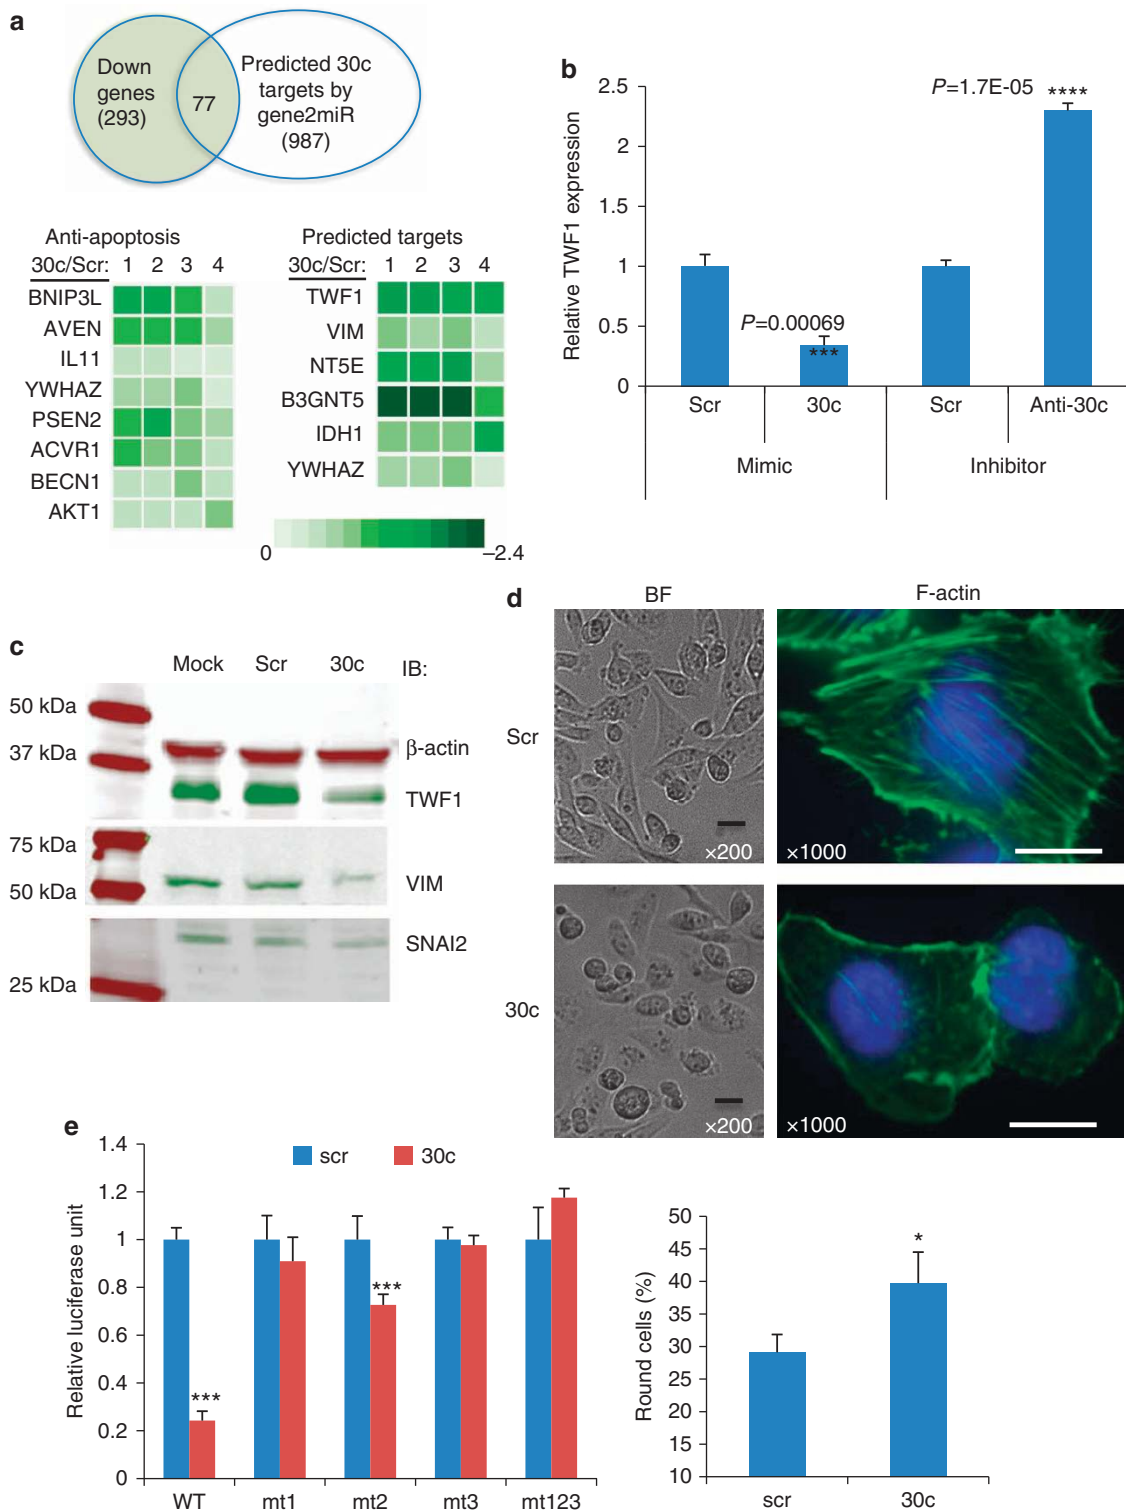 a
Down
genes
(293)
77
Predicted 30c
targets by
gene2miR
(987)
Anti-apoptosis
30c/Scr: 1 2 3 4
BNIP3L
AVEN
IL11
YWHAZ
PSEN2
ACVR1
BECN1
AKT1
Predicted targets
30c/Scr: 1 2 3 4
TWF1
VIM
NT5E
B3GNT5
IDH1
YWHAZ
0
–2.4
b
Relative TWF1 expression
2.5
2
1.5
1
0.5
0
P=0.00069
***
P=1.7E-05
****
Scr 30c Scr Anti-30c
Mimic Inhibitor
c
Mock Scr 30c IB:
50 kDa
37 kDa
β-actin
TWF1
75 kDa
50 kDa
VIM
SNAI2
25 kDa
d
BF F-actin
Scr
×200
×1000
30c
×200
×1000
e
Relative luciferase unit
scr 30c
1.4
1.2
1
0.8
0.6
0.4
0.2
0
***
***
WT mt1 mt2 mt3 mt123
Round cells (%)
50
45
40
35
30
25
20
15
10
*
scr 30c